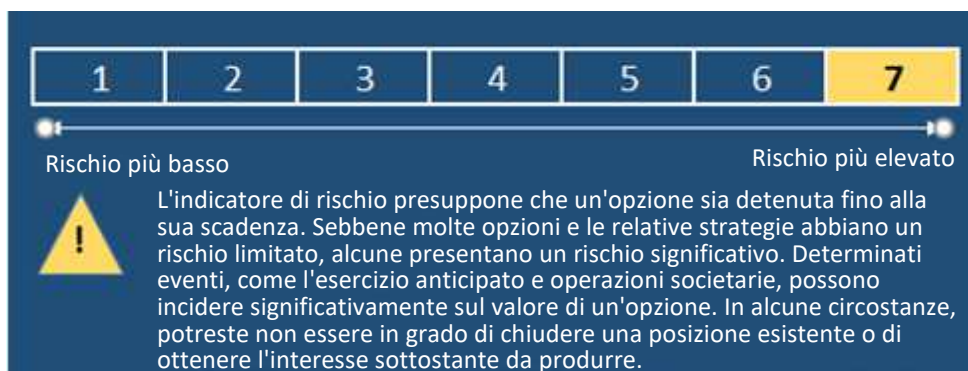 1 2 3 4 5 6 7
Rischio più basso Rischio più elevato
L'indicatore di rischio presuppone che un'opzione sia detenuta fino alla
sua scadenza. Sebbene molte opzioni e le relative strategie abbiano un
! rischio limitato, alcune presentano un rischio significativo. Determinati
eventi, come l'esercizio anticipato e operazioni societarie, possono
incidere significativamente sul valore di un'opzione. In alcune circostanze,
potreste non essere in grado di chiudere una posizione esistente o di
ottenere l'interesse sottostante da produrre.